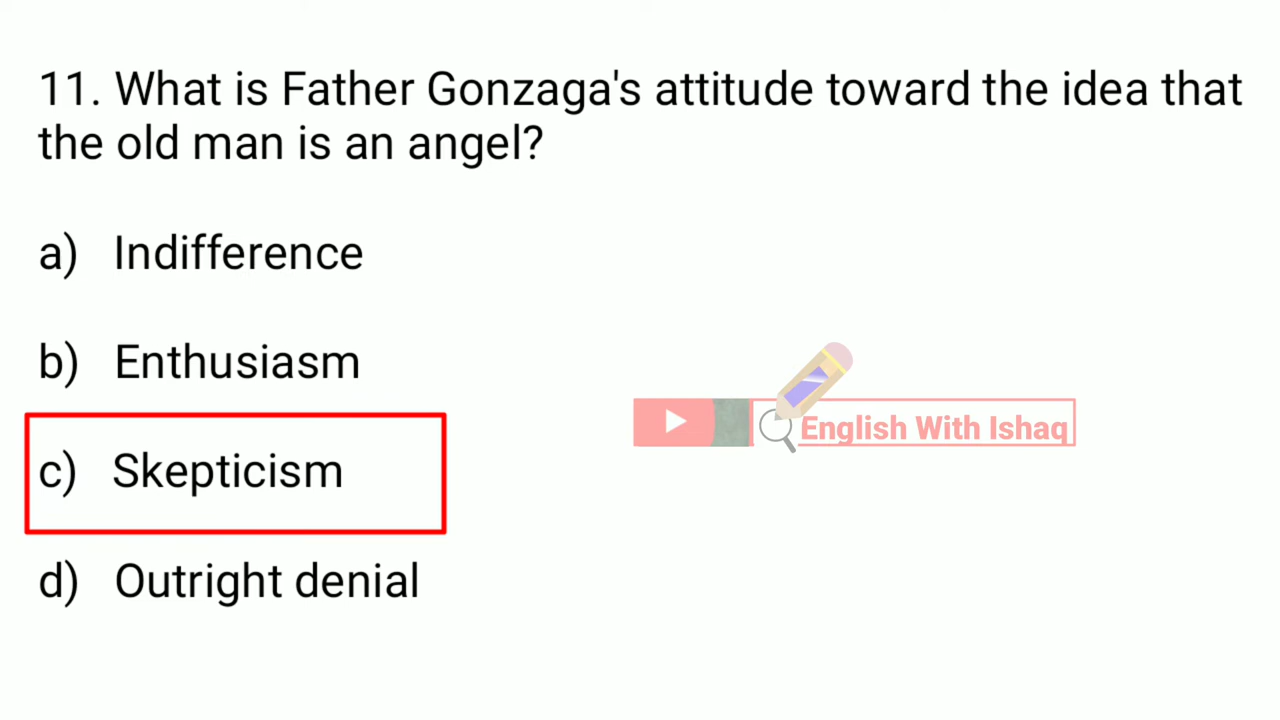 11. What is Father Gonzaga's attitude toward the idea that
the old man is an angel?
a) Indifference
b) Enthusiasm
c) Skepticism
d) Outright denial
English With Ishaq